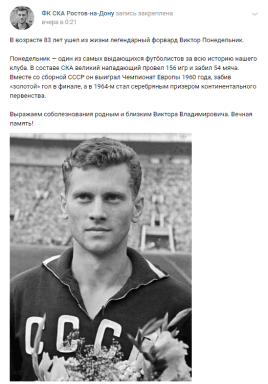 ФК СКА Ростов-на-Дону запись закреплена
вчера в 0:21
В возрасте 83 лет ушел из жизни легендарный форвард Виктор Понедельник.
Понедельник — один из самых выдающихся футболистов за всю историю нашего
клуба. В составе СКА великий нападающий провел 156 игр и забил 54 мяча.
Вместе со сборной СССР он выиграл Чемпионат Европы 1960 года, забив
«золотой» гол в финале, а в 1964-м стал серебряным призером континентального
первенства.
Выражаем соболезнования родным и близким Виктора Владимировича. Вечная
память!
СССР